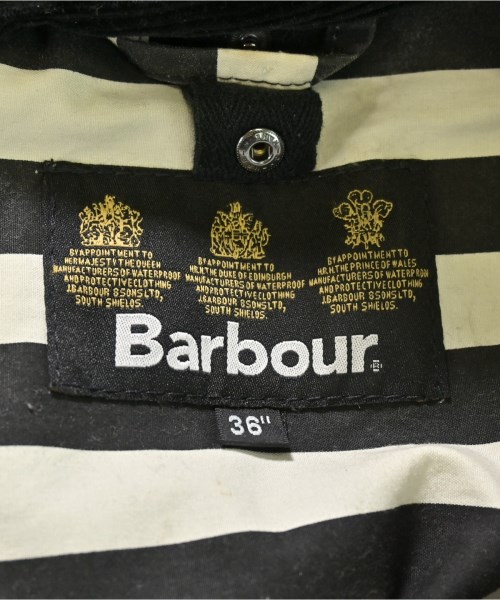 BY APPOINTMENT TO
HER MAJESTY THE QUEEN
MANUFACTURERS OF WATERPROOF
AND PROTECTIVE CLOTHING
J.BARBOUR & SONS LTD,
SOUTH SHIELDS.
BY APPOINTMENT TO
H.R.H. THE DUKE OF EDINBURGH
MANUFACTURERS OF WATERPROOF
AND PROTECTIVE CLOTHING
J.BARBOUR & SONS LTD,
SOUTH SHIELDS.
BY APPOINTMENT TO
H.R.H. THE PRINCE OF WALES
MANUFACTURERS OF WATERPROOF
AND PROTECTIVE CLOTHING
J.BARBOUR & SONS LTD,
SOUTH SHIELDS.
Barbour®
36"